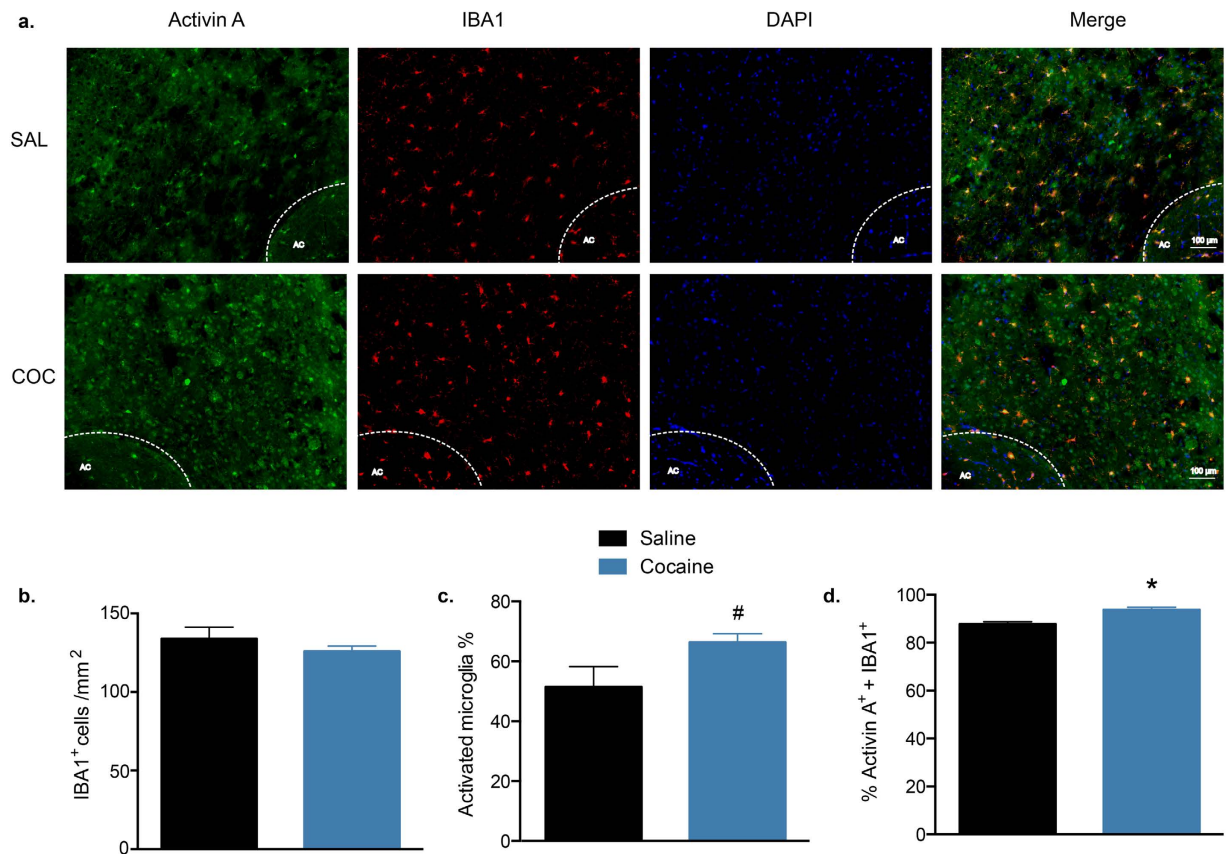 a. Activin A IBA1 DAPI Merge
SAL
AC AC AC AC
100 µm
COC
AC AC AC AC
100 µm
Saline
Cocaine
b.
IBA1⁺ cells /mm²
150
100
50
0
c.
Activated microglia %
80
60
40
20
0
#
d.
% Activin A⁺ + IBA1⁺
100
80
60
40
20
0
*